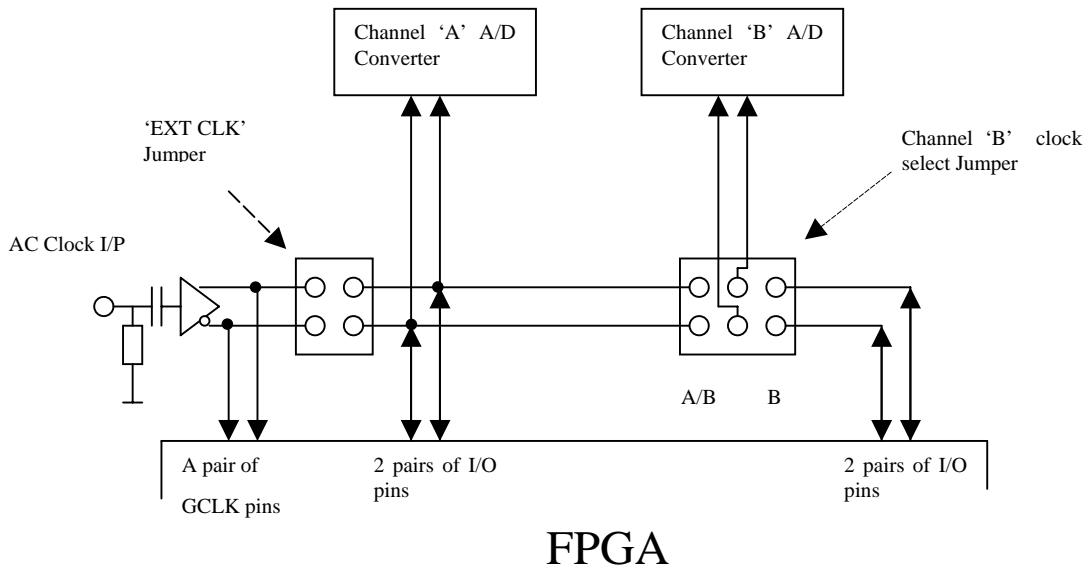 Channel ‘A’ A/D
Converter
Channel ‘B’ A/D
Converter
‘EXT CLK’
Jumper
Channel ‘B’ clock
select Jumper
AC Clock I/P
A/B
B
A pair of
GCLK pins
2 pairs of I/O
pins
2 pairs of I/O
pins
FPGA